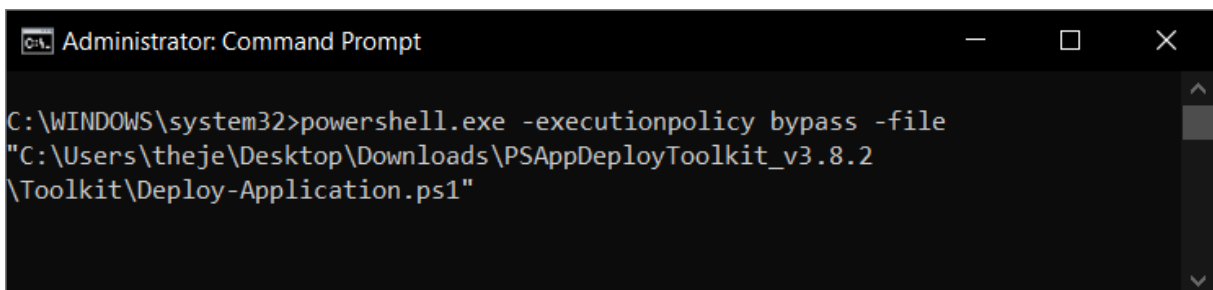 Administrator: Command Prompt
C:\WINDOWS\system32>powershell.exe -executionpolicy bypass -file
"C:\Users\theje\Desktop\Downloads\PSAppDeployToolkit_v3.8.2
\Toolkit\Deploy-Application.ps1"